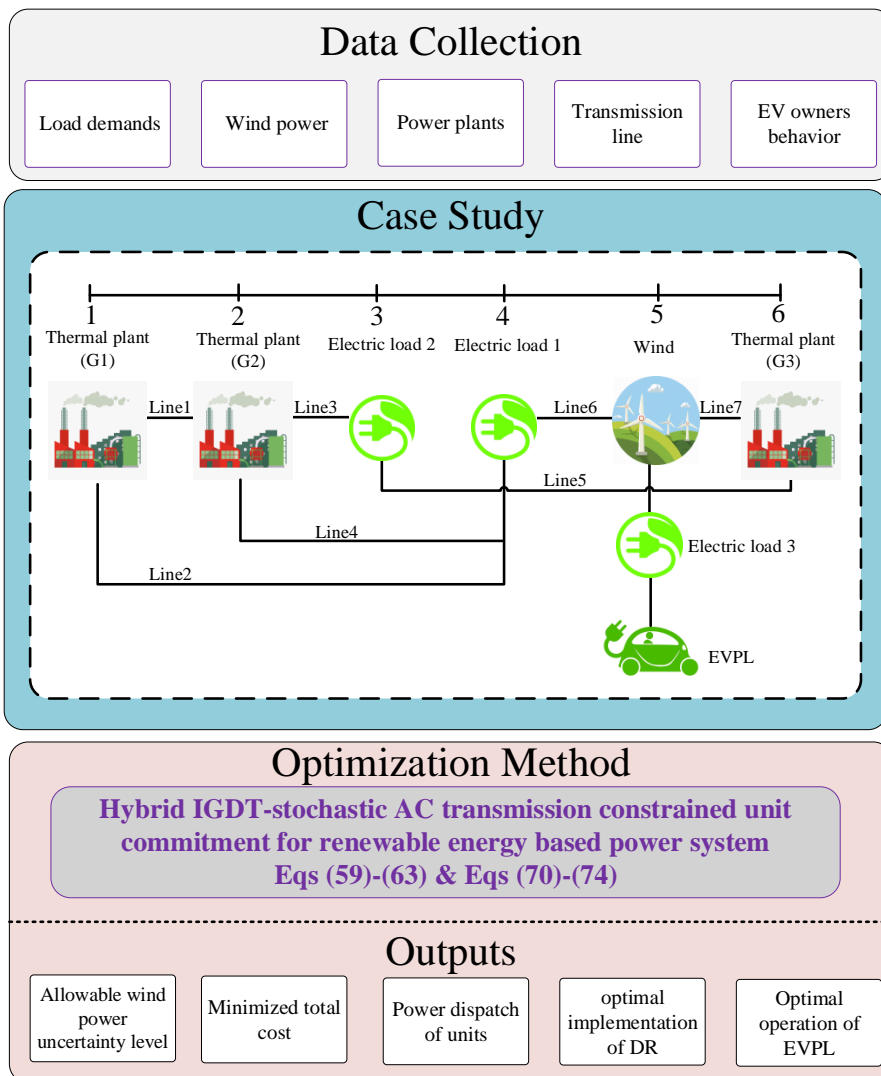 Data Collection
Load demands
Wind power
Power plants
Transmission
line
EV owners
behavior
Case Study
1
2
3
4
5
6
Thermal plant
(G1)
Thermal plant
(G2)
Electric load 2
Electric load 1
Wind
Thermal plant
(G3)
Line1
Line3
Line6
Line7
Line5
Line4
Electric load 3
Line2
EVPL
Optimization Method
Hybrid IGDT-stochastic AC transmission constrained unit
commitment for renewable energy based power system
Eqs (59)-(63) & Eqs (70)-(74)
Outputs
Allowable wind
power
uncertainty level
Minimized total
cost
Power dispatch
of units
optimal
implementation
of DR
Optimal
operation of
EVPL